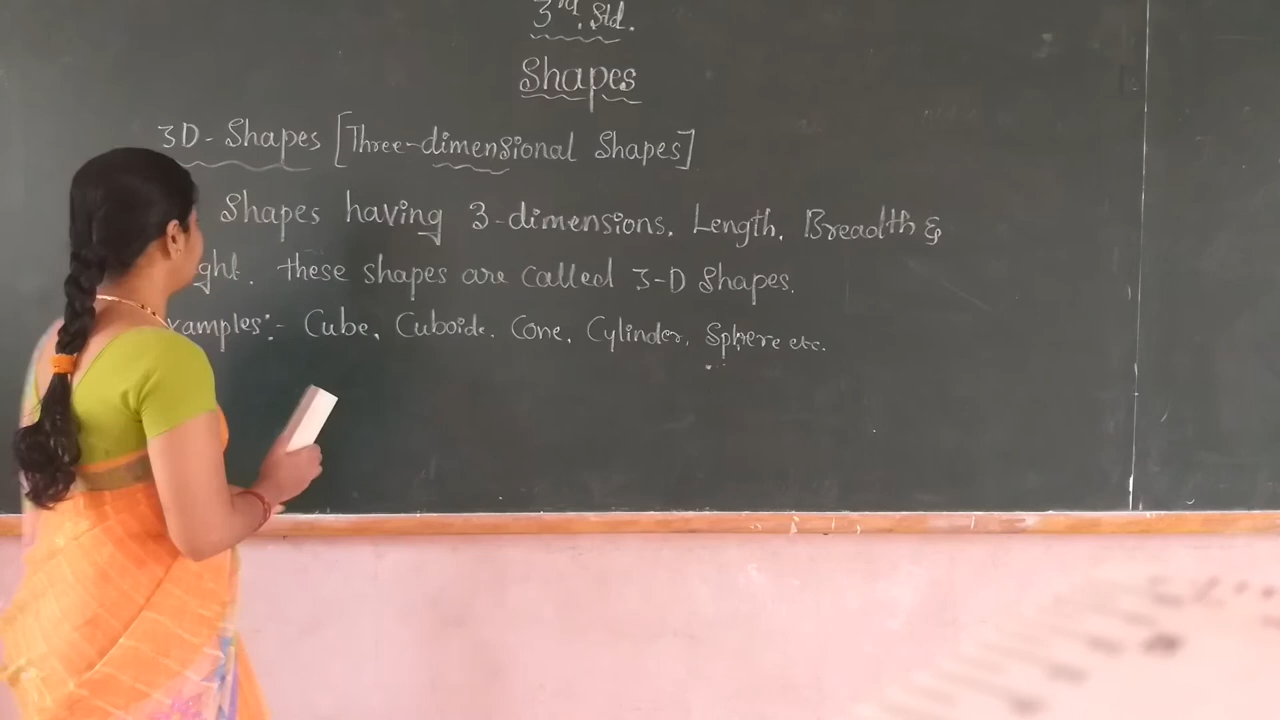 3rd. Std.
Shapes
3D- Shapes [Three-dimensional Shapes]
Shapes having 3-dimensions. Length, Breadth &
ght. these shapes are called 3-D Shapes.
xamples:- Cube, Cuboide. Cone, Cylinder, Sphere etc.